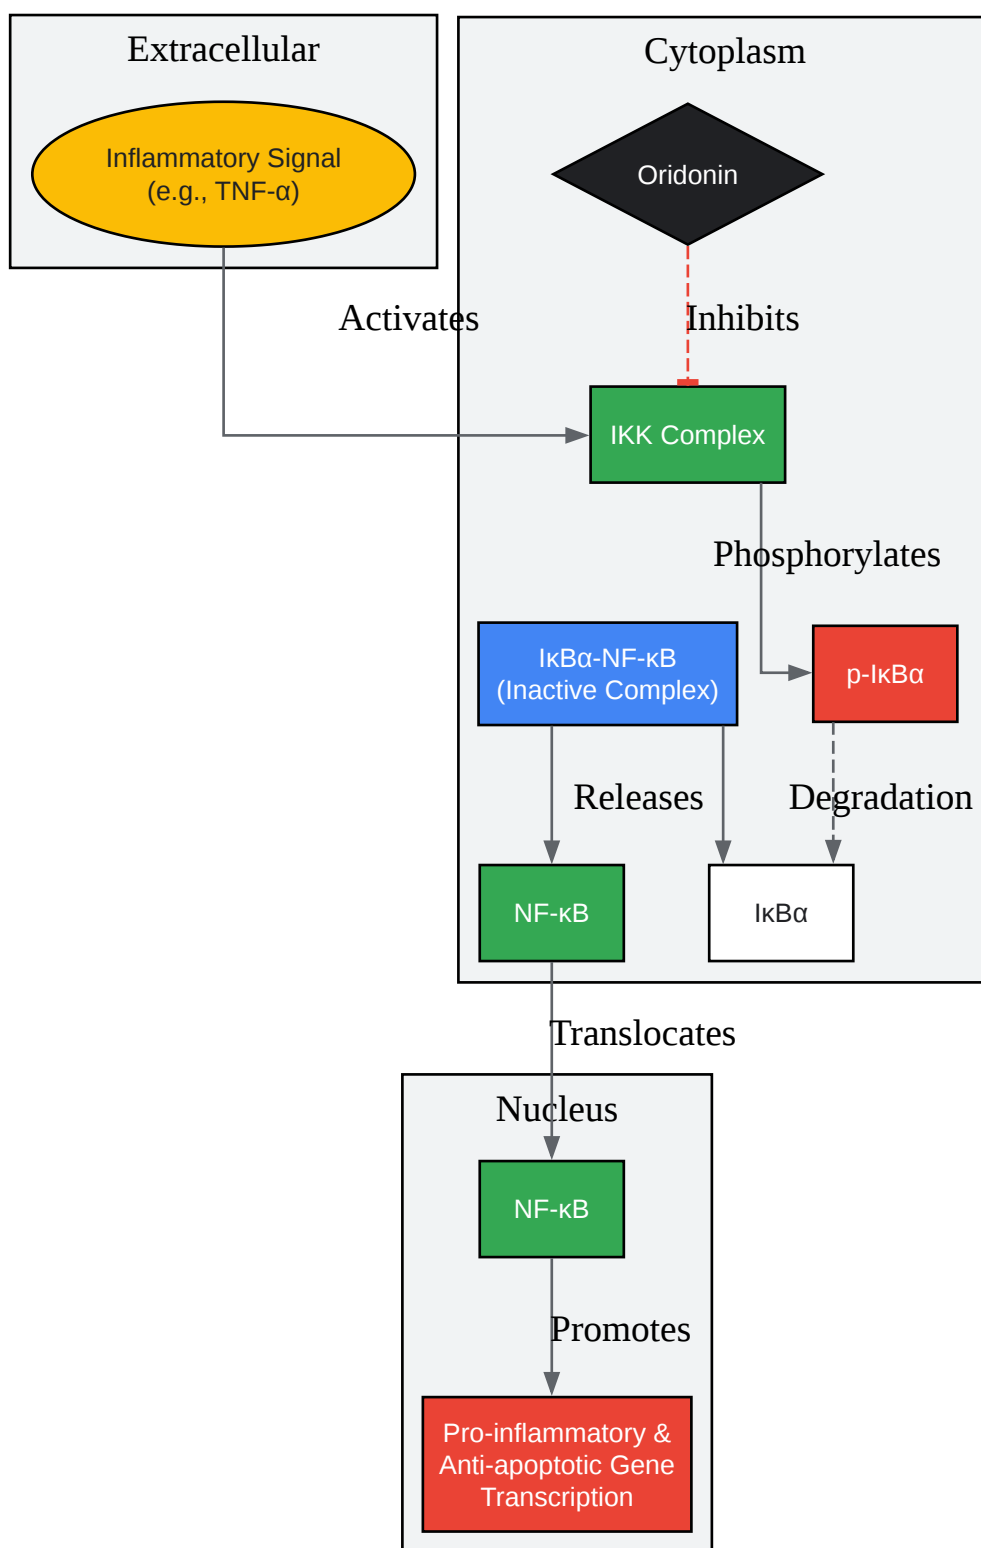 Extracellular
Cytoplasm
Inflammatory Signal
(e.g., TNF-α)
Oridonin
Activates
Inhibits
IKK Complex
Phosphorylates
IκBα-NF-κB
(Inactive Complex)
p-IκBα
Releases
Degradation
NF-κB
IκBα
Translocates
Nucleus
NF-κB
Promotes
Pro-inflammatory &
Anti-apoptotic Gene
Transcription